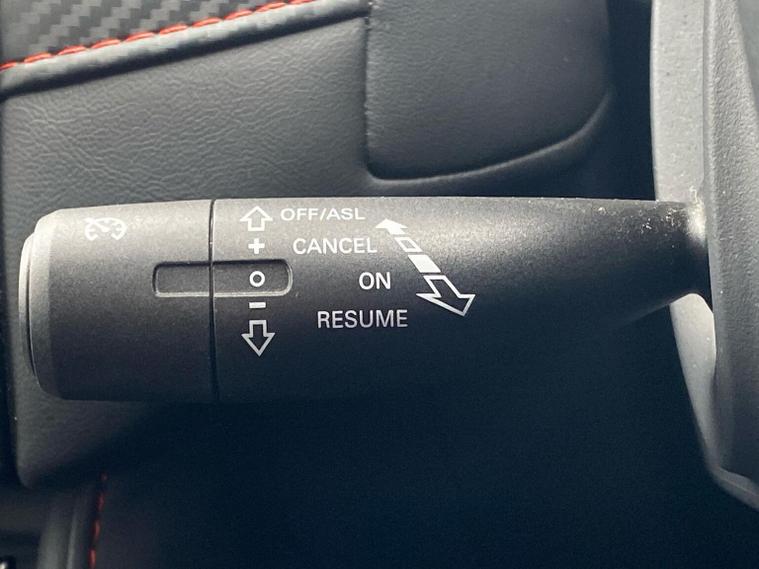 OFF/ASL
+ CANCEL
O ON
- RESUME